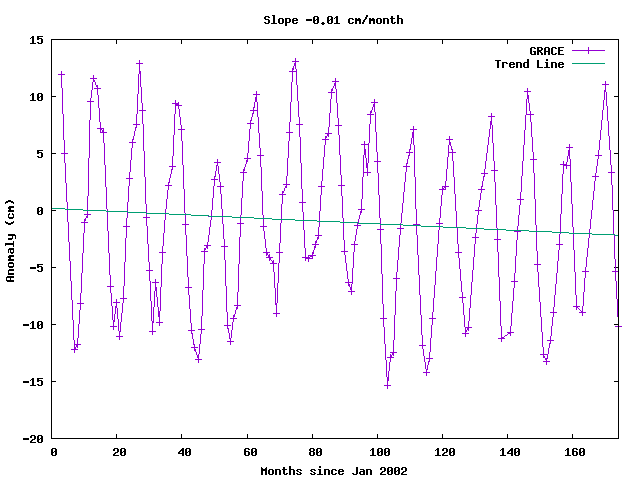 Slope -0.01 cm/month
GRACE
Trend Line
15
10
5
0
-5
-10
-15
-20
Anomaly (cm)
0 20 40 60 80 100 120 140 160
Months since Jan 2002